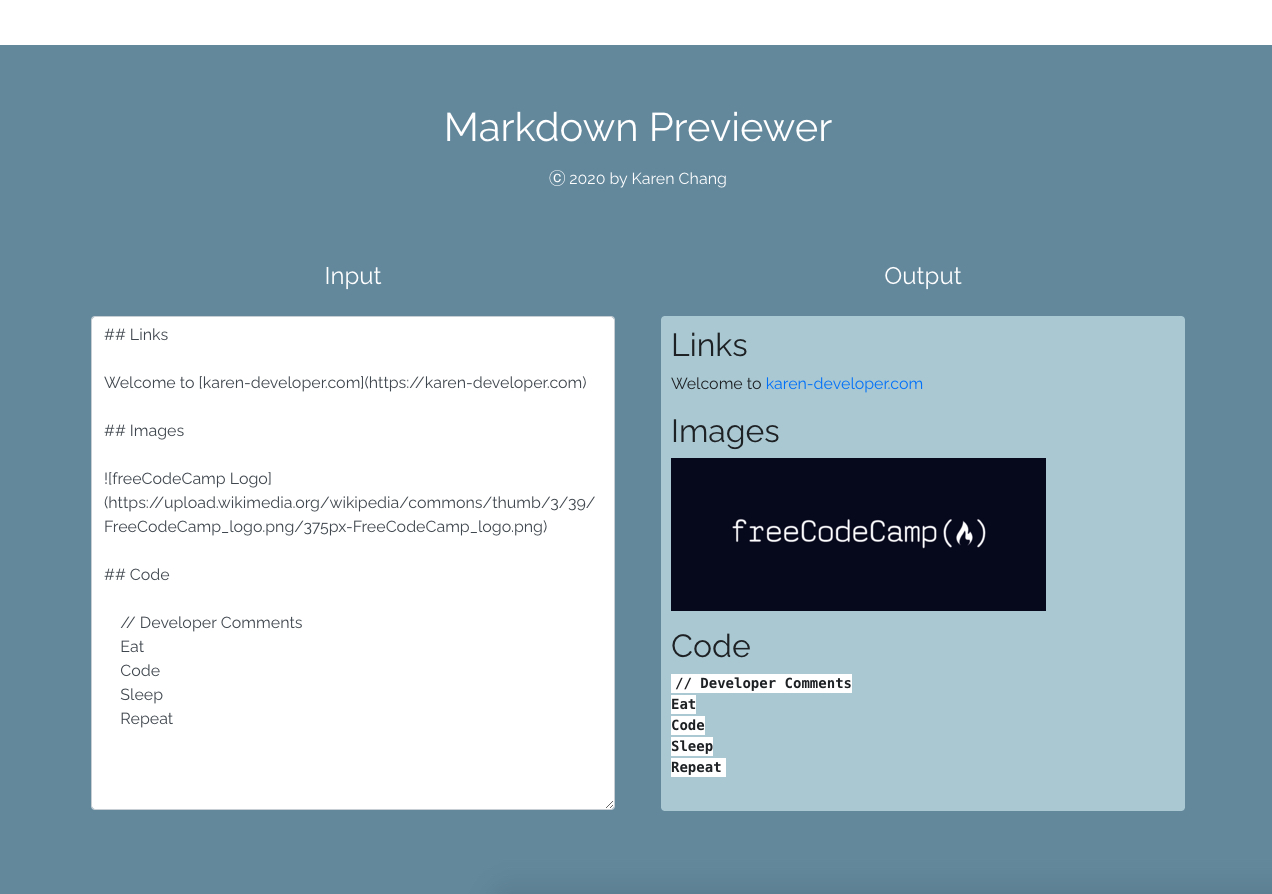 Markdown Previewer
ⓒ 2020 by Karen Chang
Input
## Links
Welcome to [karen-developer.com](https://karen-developer.com)
## Images
![freeCodeCamp Logo]
(https://upload.wikimedia.org/wikipedia/commons/thumb/3/39/
FreeCodeCamp_logo.png/375px-FreeCodeCamp_logo.png)
## Code
// Developer Comments
Eat
Code
Sleep
Repeat
Output
Links
Welcome to karen-developer.com
Images
freeCodeCamp(🔥)
Code
// Developer Comments
Eat
Code
Sleep
Repeat